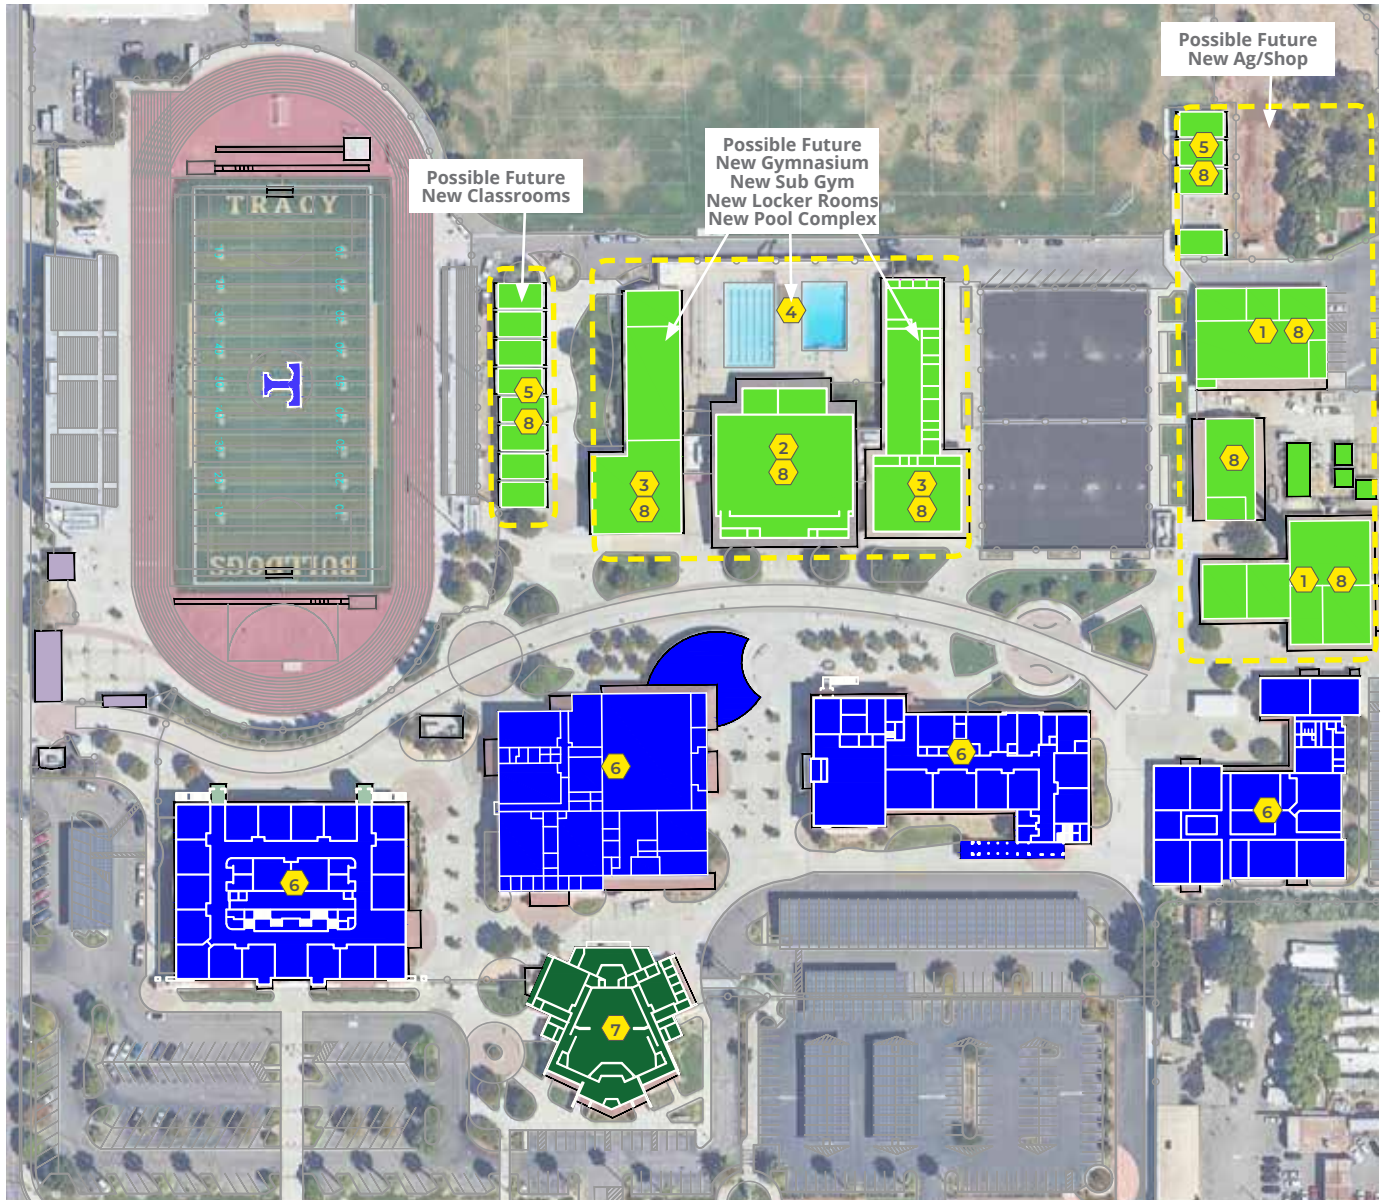 Possible Future
New Ag/Shop
Possible Future
New Gymnasium
New Sub Gym
New Locker Rooms
New Pool Complex
Possible Future
New Classrooms
TRACY
T
BULLDOGS
5
8
4
1
8
5
8
2
8
3
8
3
8
8
1
8
6
6
6
6
7